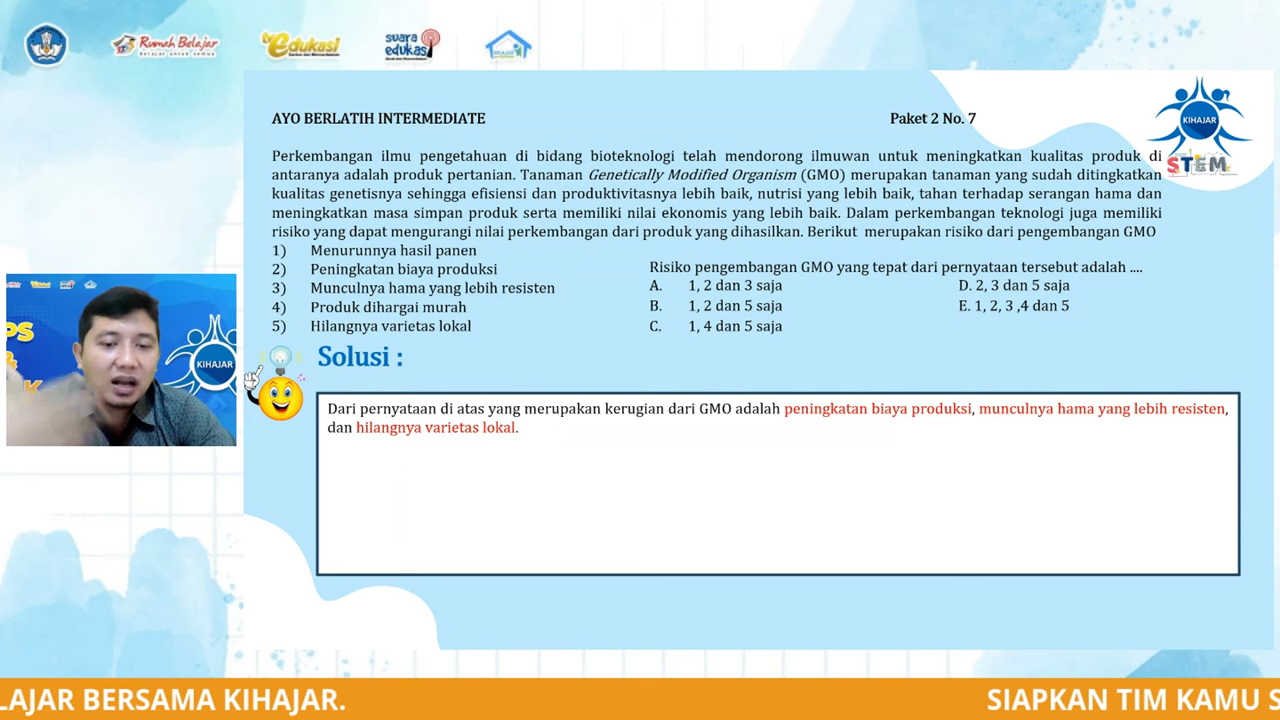 Rumah Belajar
Edukasi
suara
edukasi
AYO BERLATIH INTERMEDIATE
Paket 2 No. 7
KIHAJAR
STEM
Perkembangan ilmu pengetahuan di bidang bioteknologi telah mendorong ilmuwan untuk meningkatkan kualitas produk di
antaranya adalah produk pertanian. Tanaman Genetically Modified Organism (GMO) merupakan tanaman yang sudah ditingkatkan
kualitas genetisnya sehingga efisiensi dan produktivitasnya lebih baik, nutrisi yang lebih baik, tahan terhadap serangan hama dan
meningkatkan masa simpan produk serta memiliki nilai ekonomis yang lebih baik. Dalam perkembangan teknologi juga memiliki
risiko yang dapat mengurangi nilai perkembangan dari produk yang dihasilkan. Berikut merupakan risiko dari pengembangan GMO
1) Menurunnya hasil panen
2) Peningkatan biaya produksi
3) Munculnya hama yang lebih resisten
4) Produk dihargai murah
5) Hilangnya varietas lokal
Risiko pengembangan GMO yang tepat dari pernyataan tersebut adalah ....
A. 1, 2 dan 3 saja
B. 1, 2 dan 5 saja
C. 1, 4 dan 5 saja
D. 2, 3 dan 5 saja
E. 1, 2, 3 ,4 dan 5
KIHAJAR
Solusi :
Dari pernyataan di atas yang merupakan kerugian dari GMO adalah peningkatan biaya produksi, munculnya hama yang lebih resisten,
dan hilangnya varietas lokal.
LAJAR BERSAMA KIHAJAR.
SIAPKAN TIM KAMU S